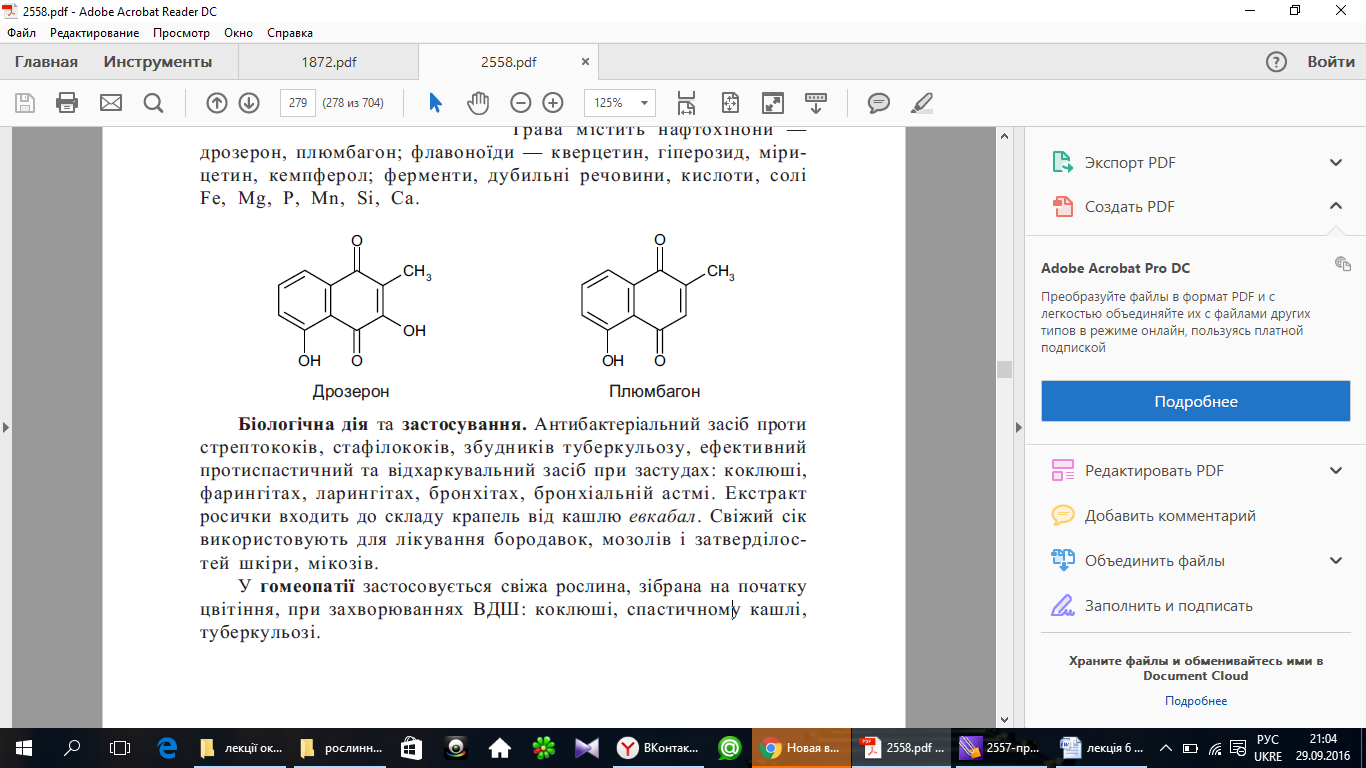 2558.pdf - Adobe Acrobat Reader DC
Файл Редактирование Просмотр Окно Справка
Главная Инструменты 1872.pdf 2558.pdf × ? Войти
279 (278 из 704) 125%
Трава містить нафтохінони —
дрозерон, плюмбагон; флавоноїди — кверцетин, гіперозид, міри-
цетин, кемпферол; ферменти, дубильні речовини, кислоти, солі
Fe, Mg, P, Mn, Si, Ca.
O
CH3
OH
OH O
Дрозерон
O
CH3
OH O
Плюмбагон
Біологічна дія та застосування. Антибактеріальний засіб проти
стрептококів, стафілококів, збудників туберкульозу, ефективний
протиспастичний та відхаркувальний засіб при застудах: коклюші,
фарингітах, ларингітах, бронхітах, бронхіальній астмі. Екстракт
росички входить до складу крапель від кашлю евкабал. Свіжий сік
використовують для лікування бородавок, мозолів і затверділос-
тей шкіри, мікозів.
У гомеопатії застосовується свіжа рослина, зібрана на початку
цвітіння, при захворюваннях ВДШ: коклюші, спастичному кашлі,
туберкульозі.
Экспорт PDF
Создать PDF
Adobe Acrobat Pro DC
Преобразуйте файлы в формат PDF и с
легкостью объединяйте их с файлами других
типов в режиме онлайн, пользуясь платной
подпиской
Подробнее
Редактировать PDF
Добавить комментарий
Объединить файлы
Заполнить и подписать
Храните файлы и обменивайтесь ими в
Document Cloud
Подробнее
лекції ок... рослинн... ВКонтак... Новая в... 2558.pdf ... 2557-пр... лекція 6 ... РУС 21:04
UKRE 29.09.2016